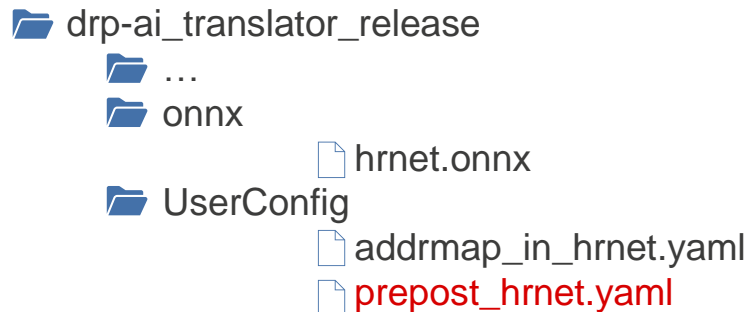 drp-ai_translator_release
…
onnx
hrnet.onnx
UserConfig
addrmap_in_hrnet.yaml
prepost_hrnet.yaml